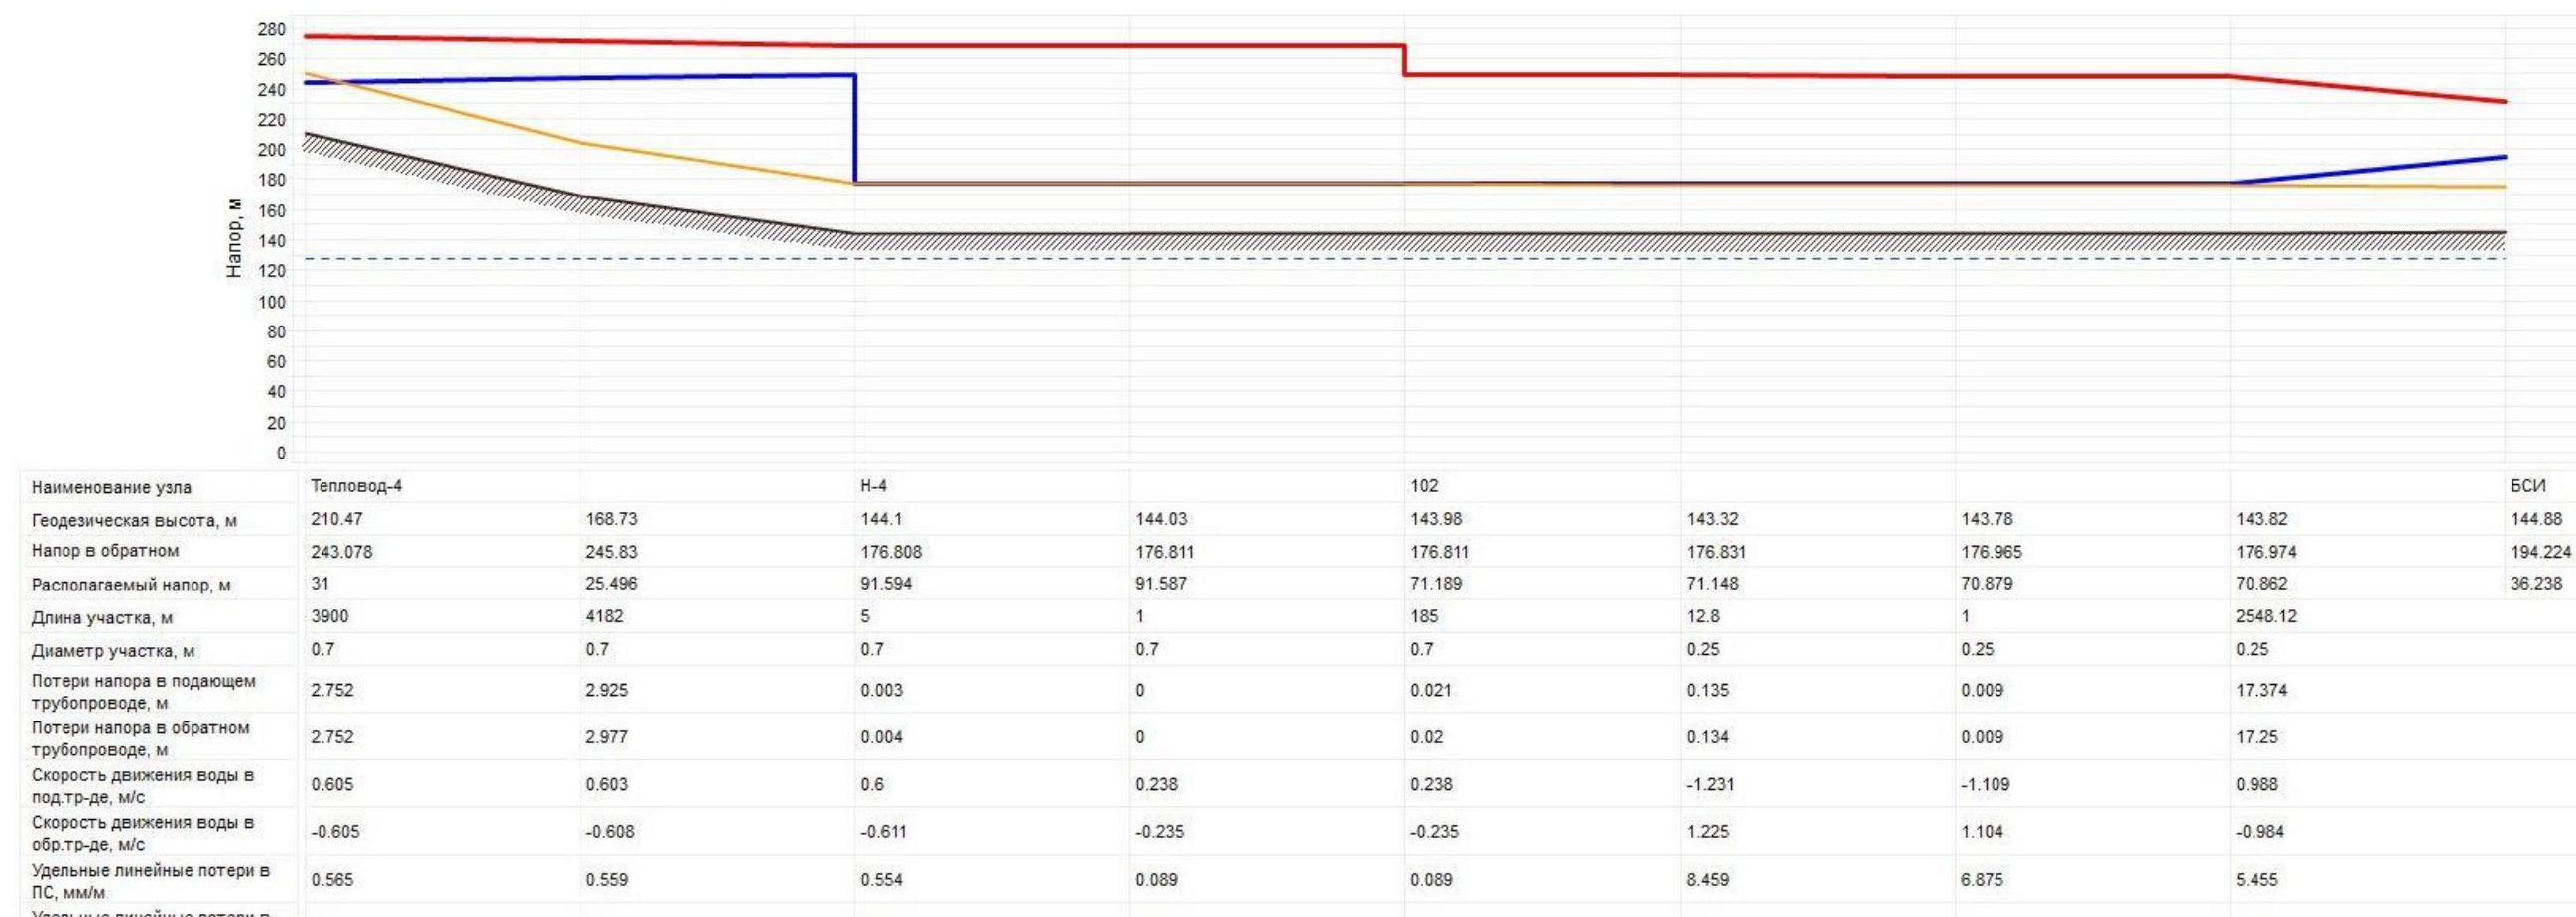 280
260
240
220
200
180
160
140
120
100
80
60
40
20
0
Напор, м
Наименование узла Тепловод-4 Н-4 102 БСИ
Геодезическая высота, м 210.47 168.73 144.1 144.03 143.98 143.32 143.78 143.82 144.88
Напор в обратном 243.078 245.83 176.808 176.811 176.811 176.831 176.965 176.974 194.224
Располагаемый напор, м 31 25.496 91.594 91.587 71.189 71.148 70.879 70.862 36.238
Длина участка, м 3900 4182 5 1 185 12.8 1 2548.12
Диаметр участка, м 0.7 0.7 0.7 0.7 0.7 0.25 0.25 0.25
Потери напора в подающем
трубопроводе, м 2.752 2.925 0.003 0 0.021 0.135 0.009 17.374
Потери напора в обратном
трубопроводе, м 2.752 2.977 0.004 0 0.02 0.134 0.009 17.25
Скорость движения воды в
под.тр-де, м/с 0.605 0.603 0.6 0.238 0.238 -1.231 -1.109 0.988
Скорость движения воды в
обр.тр-де, м/с -0.605 -0.608 -0.611 -0.235 -0.235 1.225 1.104 -0.984
Удельные линейные потери в
ПС, мм/м 0.565 0.559 0.554 0.089 0.089 8.459 6.875 5.455